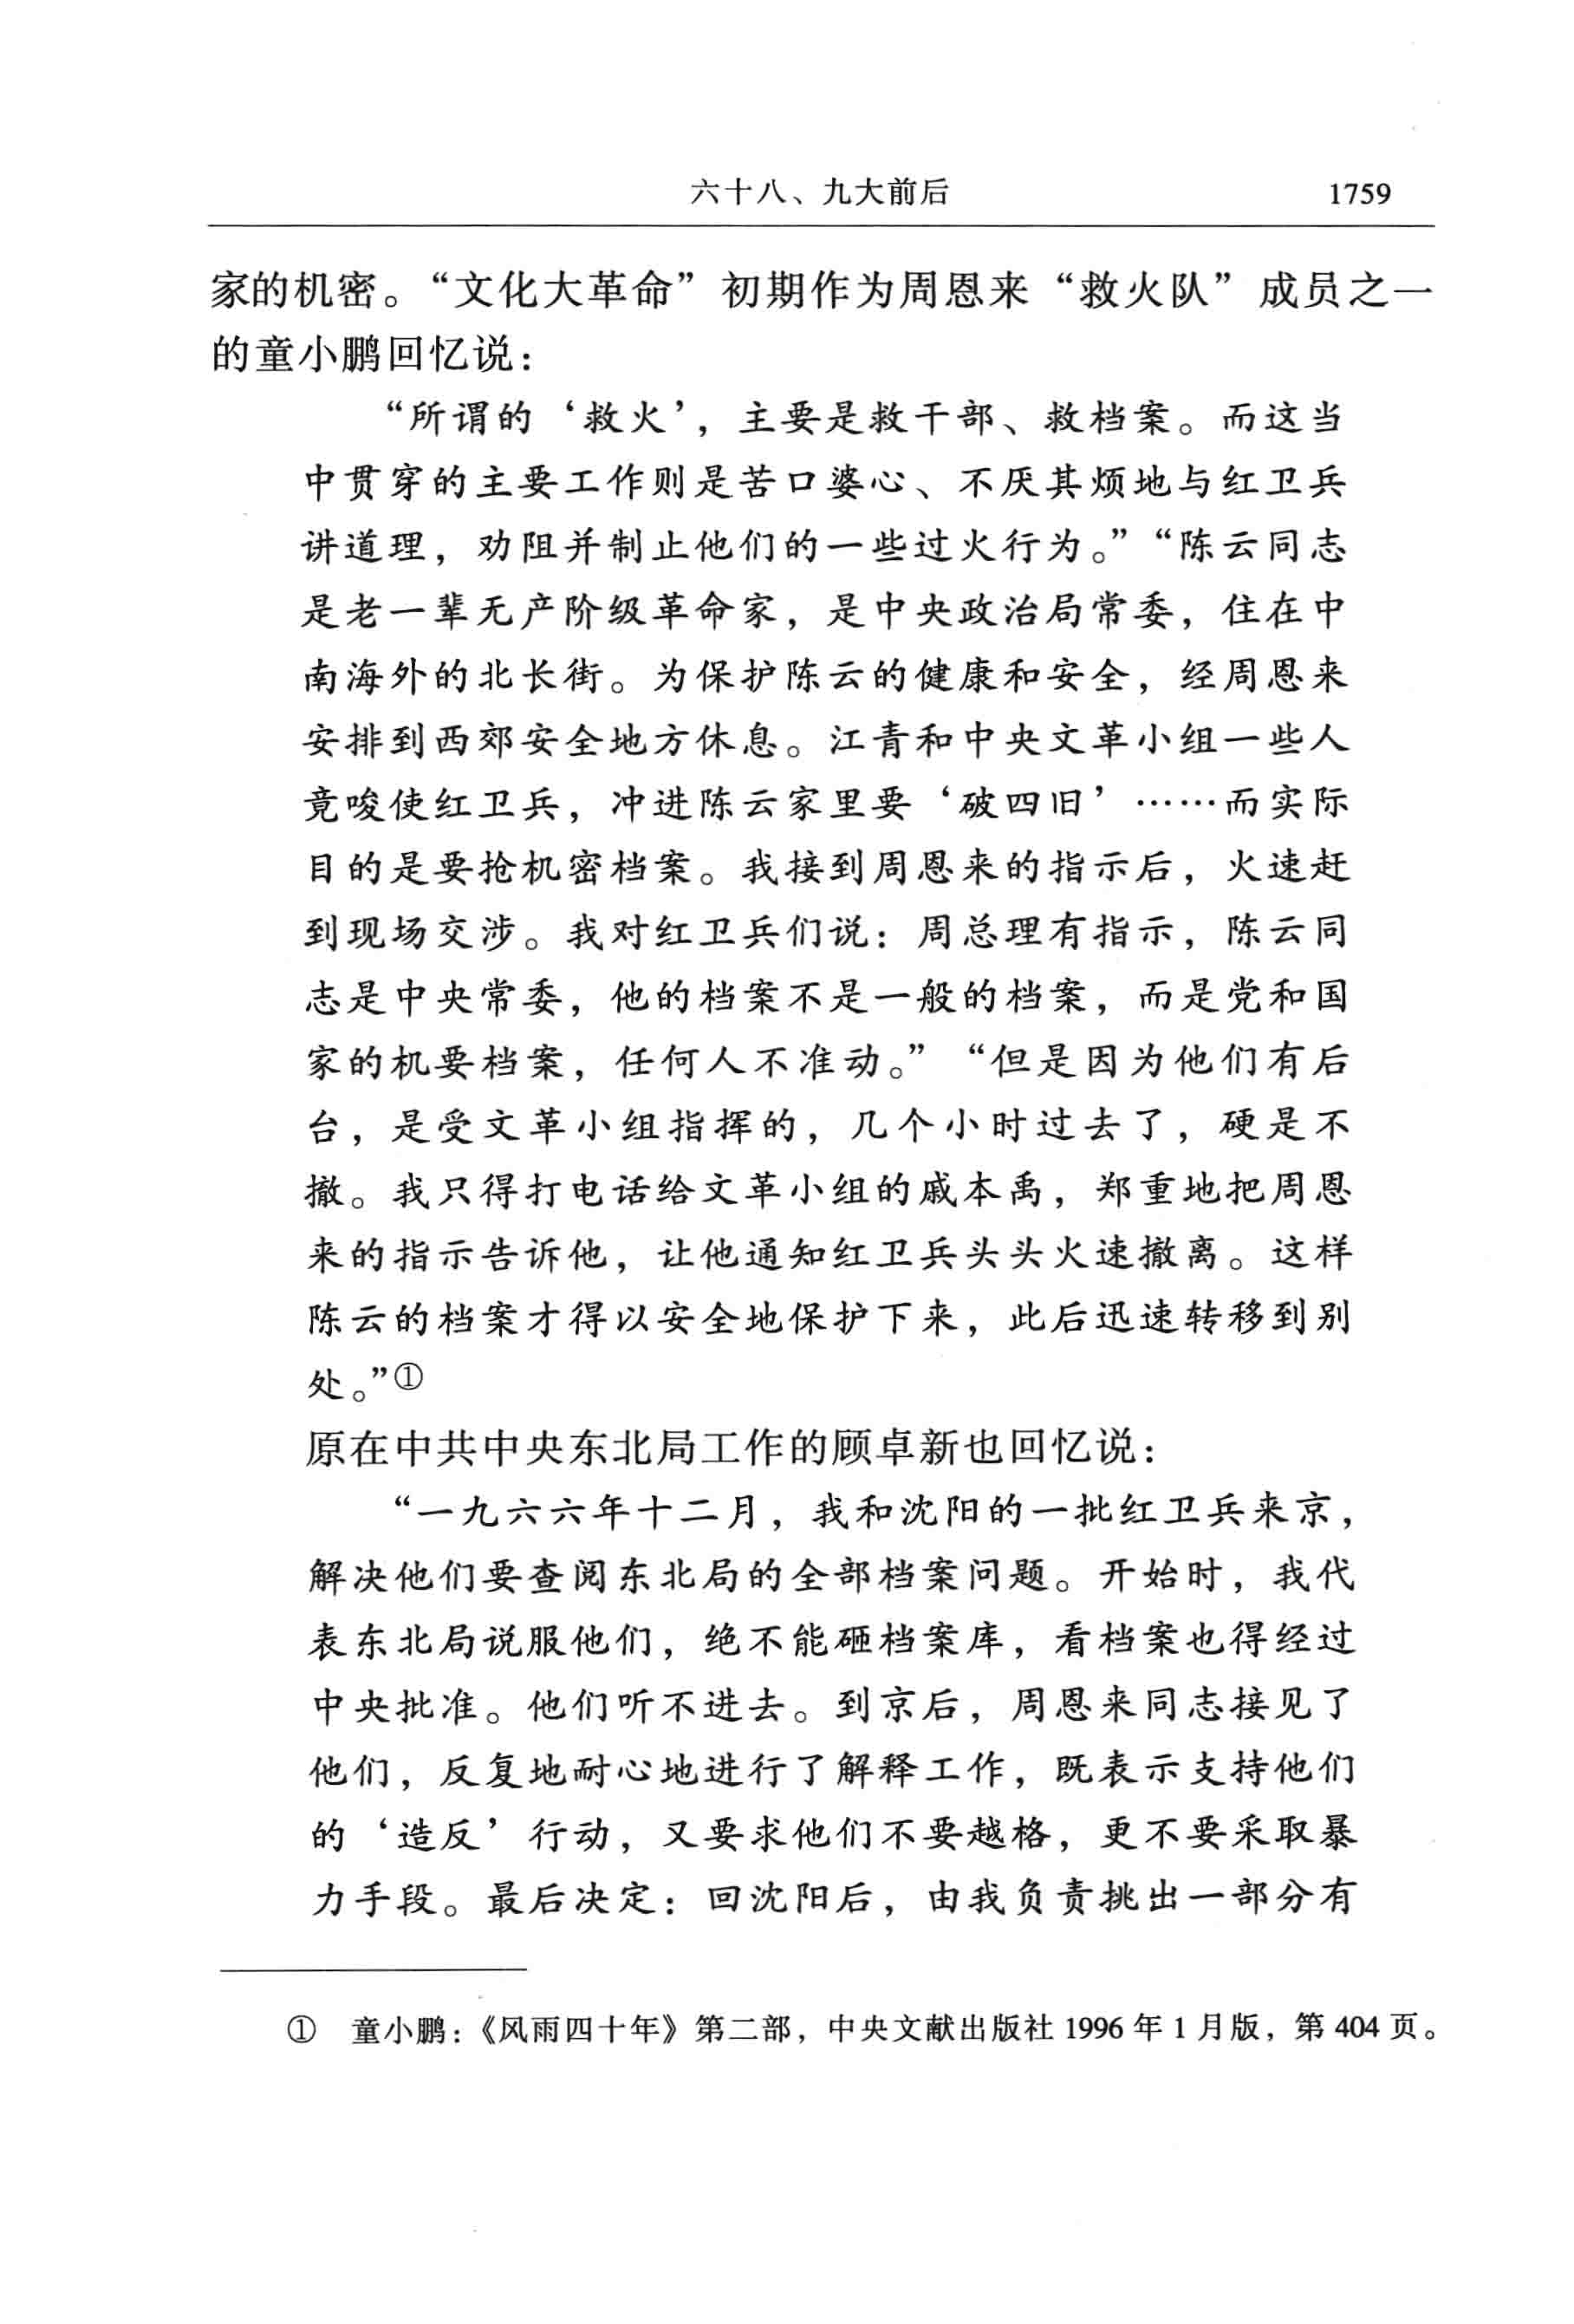 六十八、九大前后 1759
家的机密。“文化大革命”初期作为周恩来“救火队”成员之一
的童小鹏回忆说：
“所谓的‘救火’，主要是救干部、救档案。而这当
中贯穿的主要工作则是苦口婆心、不厌其烦地与红卫兵
讲道理，劝阻并制止他们的一些过火行为。”“陈云同志
是老一辈无产阶级革命家，是中央政治局常委，住在中
南海外的北长街。为保护陈云的健康和安全，经周恩来
安排到西郊安全地方休息。江青和中央文革小组一些人
竟唆使红卫兵，冲进陈云家里要‘破四旧’……而实际
目的是要抢机密档案。我接到周恩来的指示后，火速赶
到现场交涉。我对红卫兵们说：周总理有指示，陈云同
志是中央常委，他的档案不是一般的档案，而是党和国
家的机要档案，任何人不准动。”“但是因为他们有后
台，是受文革小组指挥的，几个小时过去了，硬是不
撤。我只得打电话给文革小组的戚本禹，郑重地把周恩
来的指示告诉他，让他通知红卫兵头头火速撤离。这样
陈云的档案才得以安全地保护下来，此后迅速转移到别
处。”①
原在中共中央东北局工作的顾卓新也回忆说：
“一九六六年十二月，我和沈阳的一批红卫兵来京，
解决他们要查阅东北局的全部档案问题。开始时，我代
表东北局说服他们，绝不能砸档案库，看档案也得经过
中央批准。他们听不进去。到京后，周恩来同志接见了
他们，反复地耐心地进行了解释工作，既表示支持他们
的‘造反’行动，又要求他们不要越格，更不要采取暴
力手段。最后决定：回沈阳后，由我负责挑出一部分有
① 童小鹏：《风雨四十年》第二部，中央文献出版社 1996 年 1 月版，第 404 页。